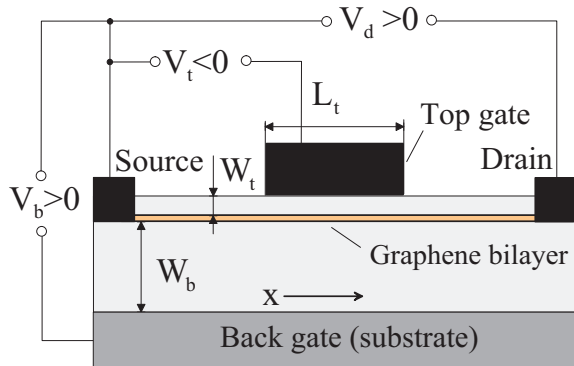 V_d >0
V_t<0
L_t
Top gate
Source
W_t
Drain
V_b>0
Graphene bilayer
W_b
x
Back gate (substrate)